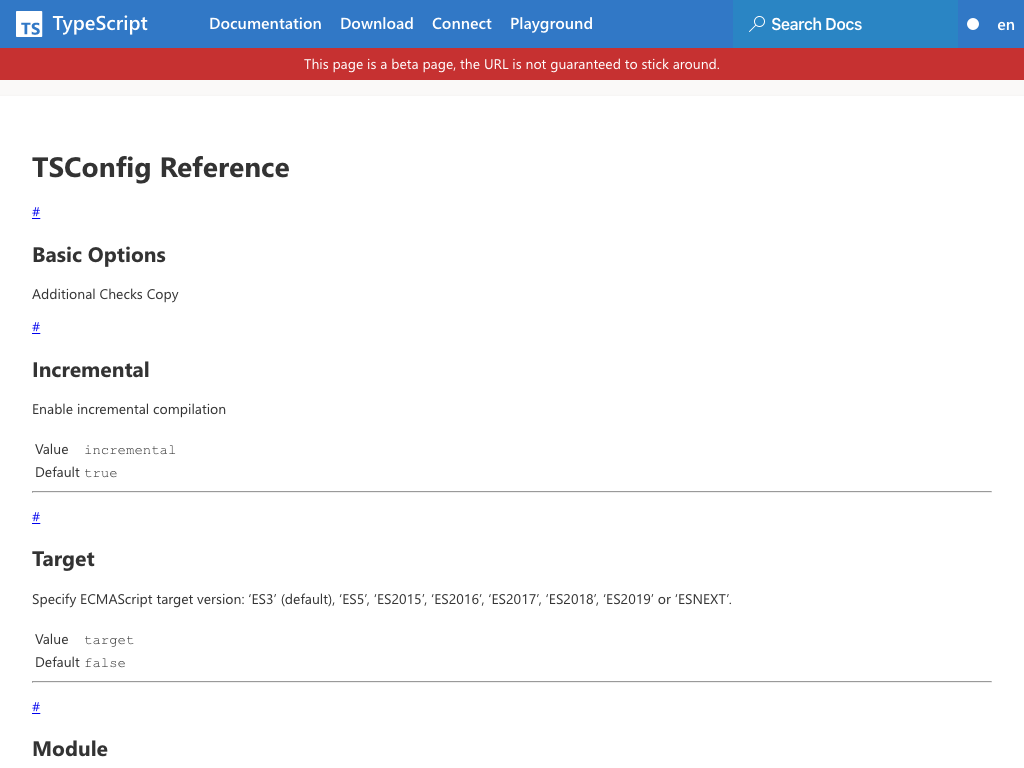 TS TypeScript Documentation Download Connect Playground Search Docs en
This page is a beta page, the URL is not guaranteed to stick around.
TSConfig Reference
#
Basic Options
Additional Checks Copy
#
Incremental
Enable incremental compilation
Value incremental
Default true
#
Target
Specify ECMAScript target version: ‘ES3’ (default), ‘ES5’, ‘ES2015’, ‘ES2016’, ‘ES2017’, ‘ES2018’, ‘ES2019’ or ‘ESNEXT’.
Value target
Default false
#
Module